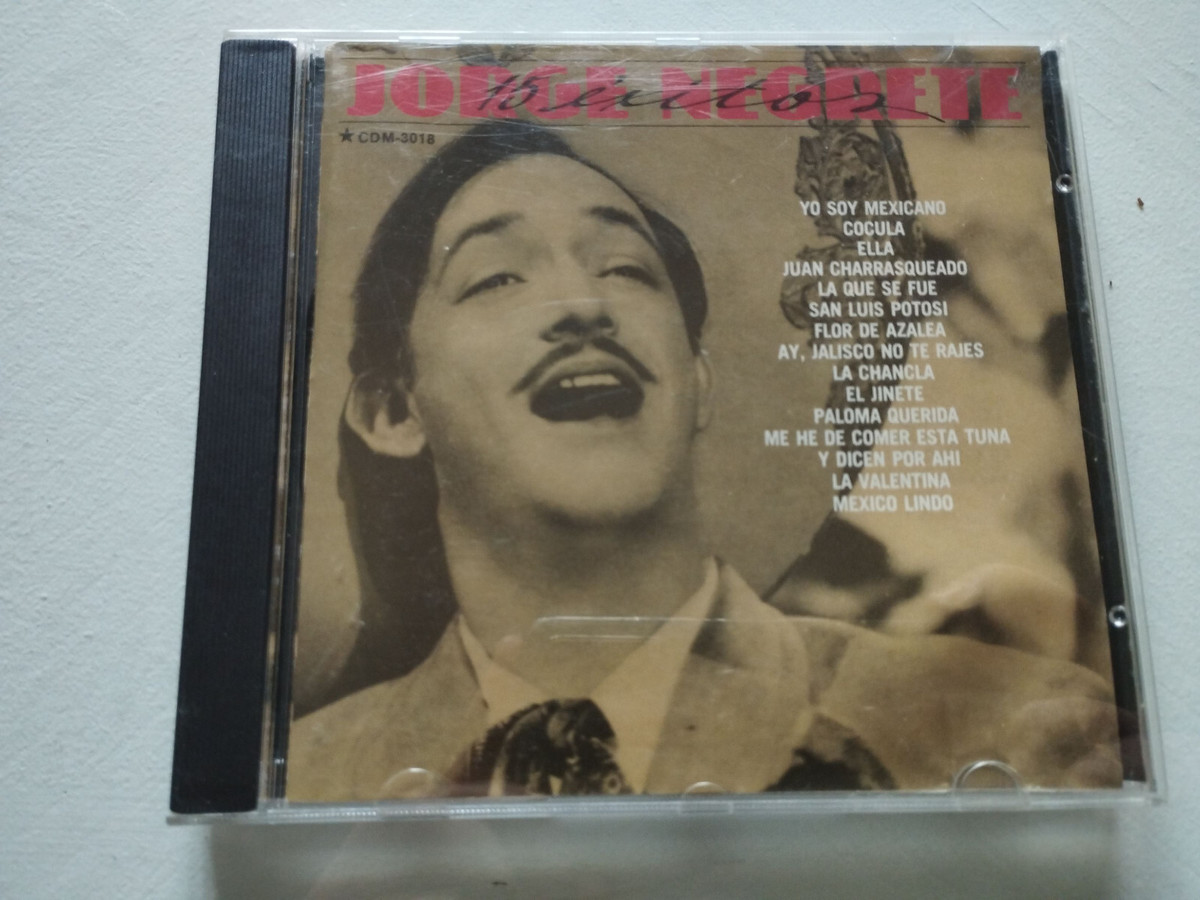 JORGE NEGRETE
15 éxitos
★ CDM-3018
YO SOY MEXICANO
COCULA
ELLA
JUAN CHARRASQUEADO
LA QUE SE FUE
SAN LUIS POTOSI
FLOR DE AZALEA
AY, JALISCO NO TE RAJES
LA CHANCLA
EL JINETE
PALOMA QUERIDA
ME HE DE COMER ESTA TUNA
Y DICEN POR AHI
LA VALENTINA
MEXICO LINDO